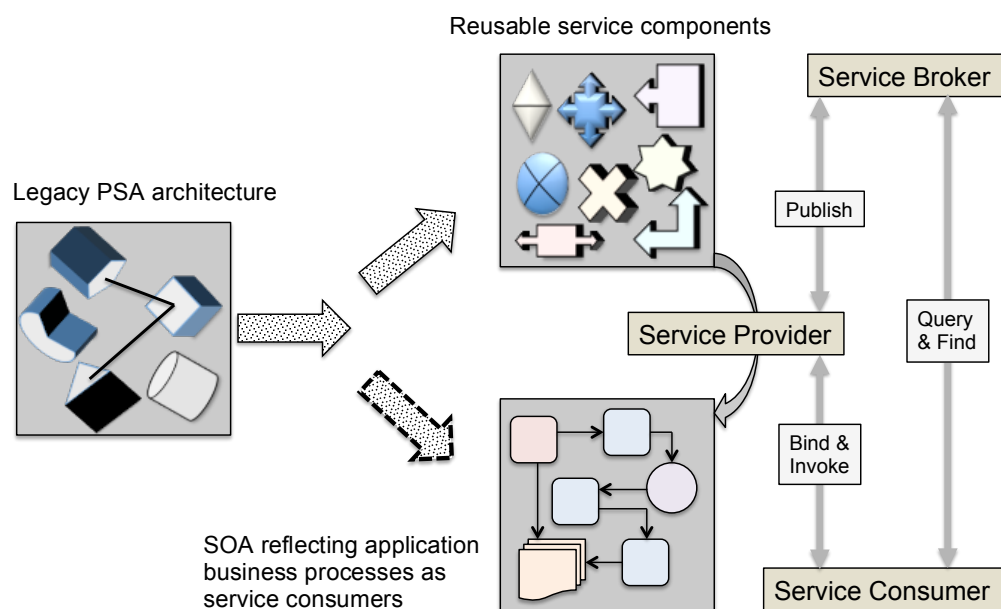 Reusable service components
Service Broker
Legacy PSA architecture
Publish
Service Provider
Query
& Find
Bind &
Invoke
SOA reflecting application
business processes as
service consumers
Service Consumer